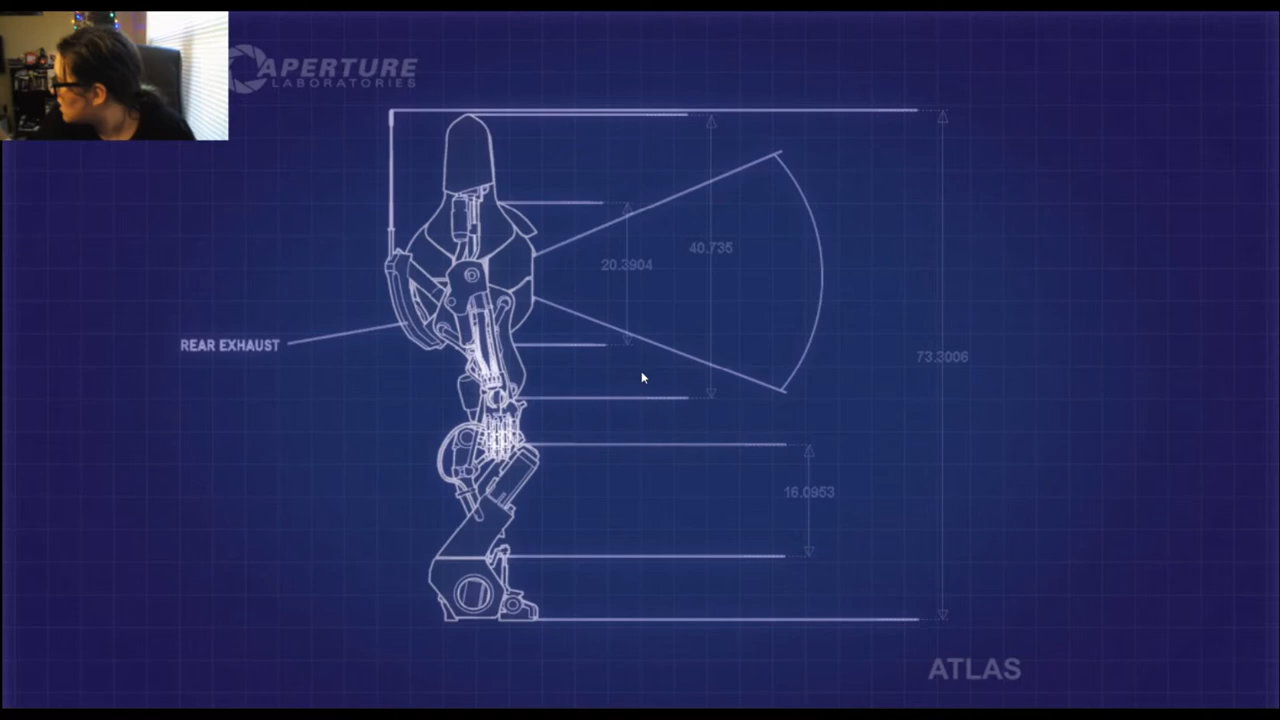 APERTURE
LABORATORIES
40.735
20.3904
REAR EXHAUST
73.3006
16.0953
ATLAS